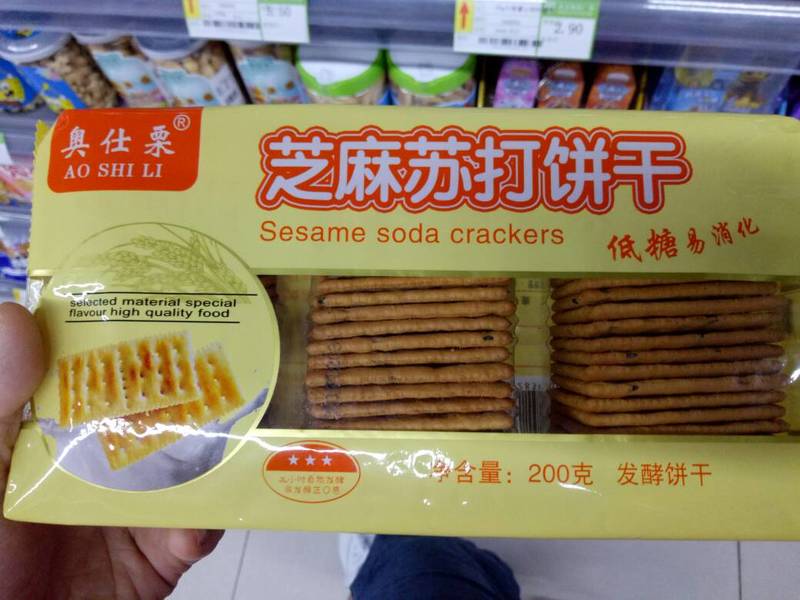 5.50
2.90
奥仕栗®
AO SHI LI
芝麻苏打饼干
Sesame soda crackers
低糖易消化
selected material special
flavour high quality food
净含量：200克 发酵饼干